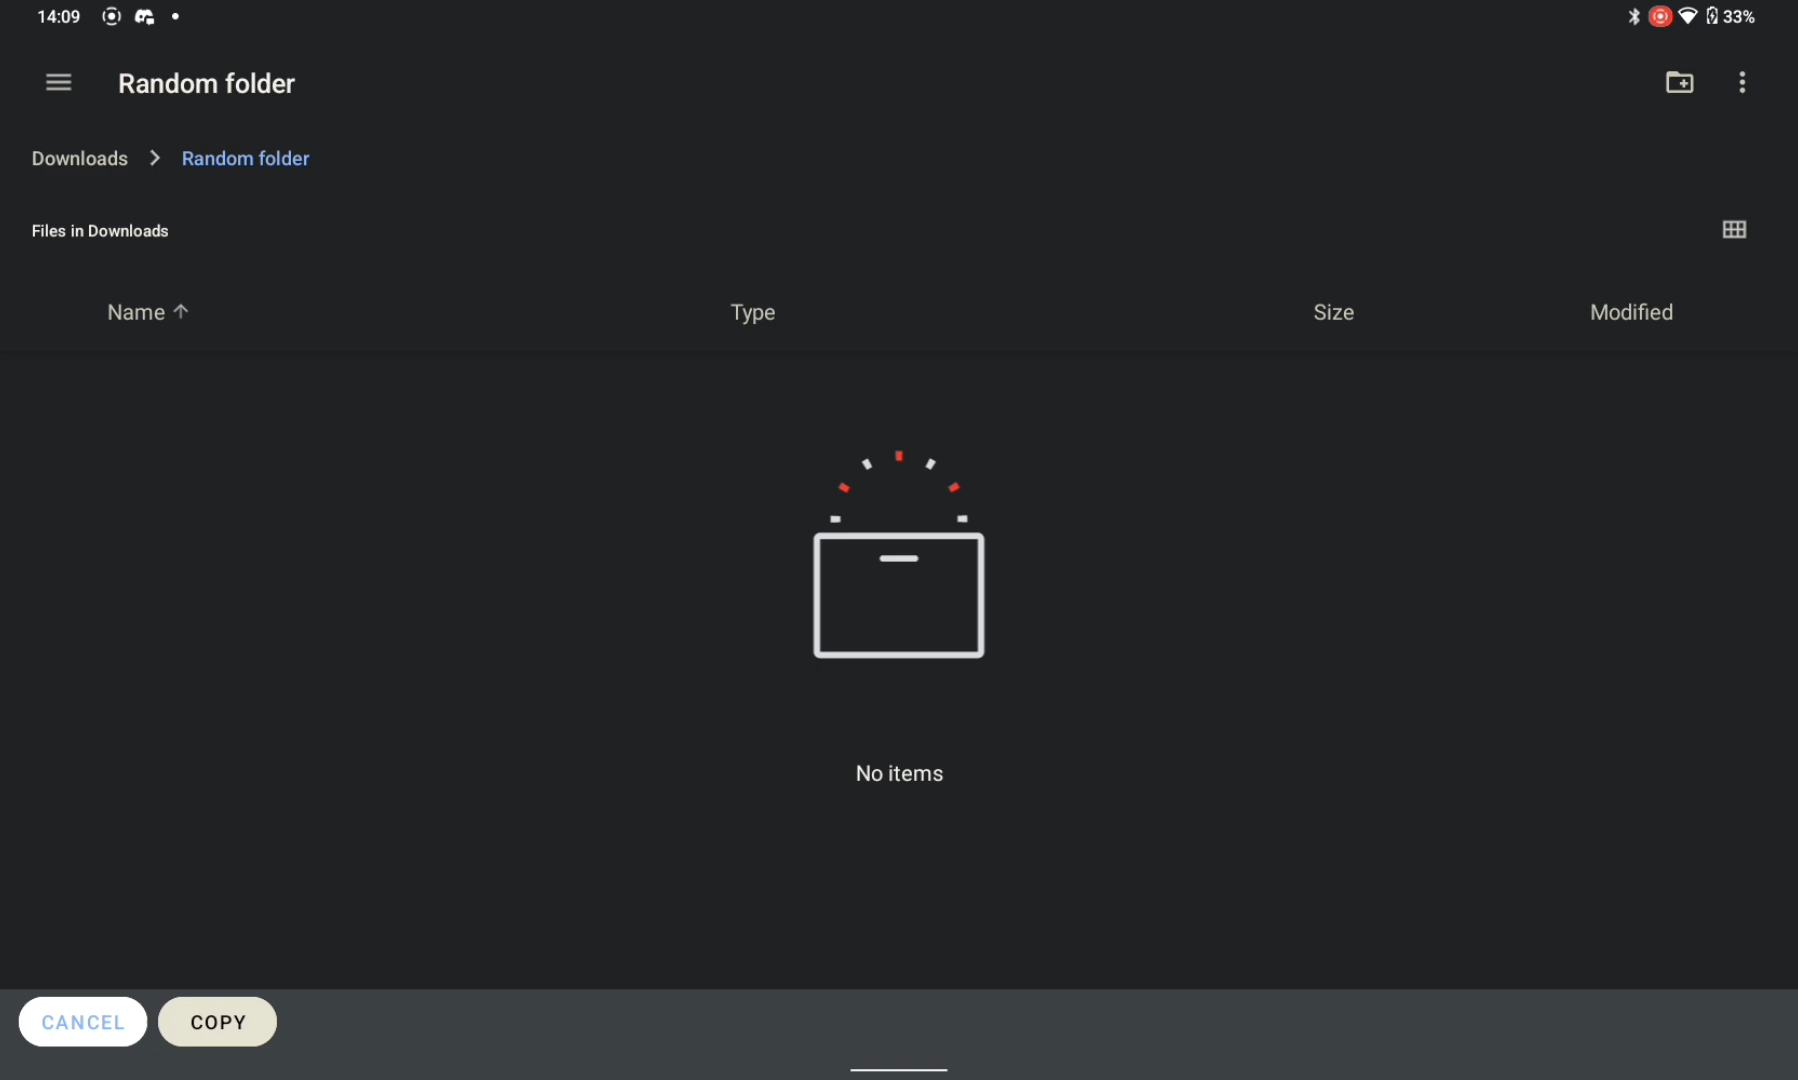 14:09
33%
Random folder
Downloads
Random folder
Files in Downloads
Name
Type
Size
Modified
No items
CANCEL
COPY